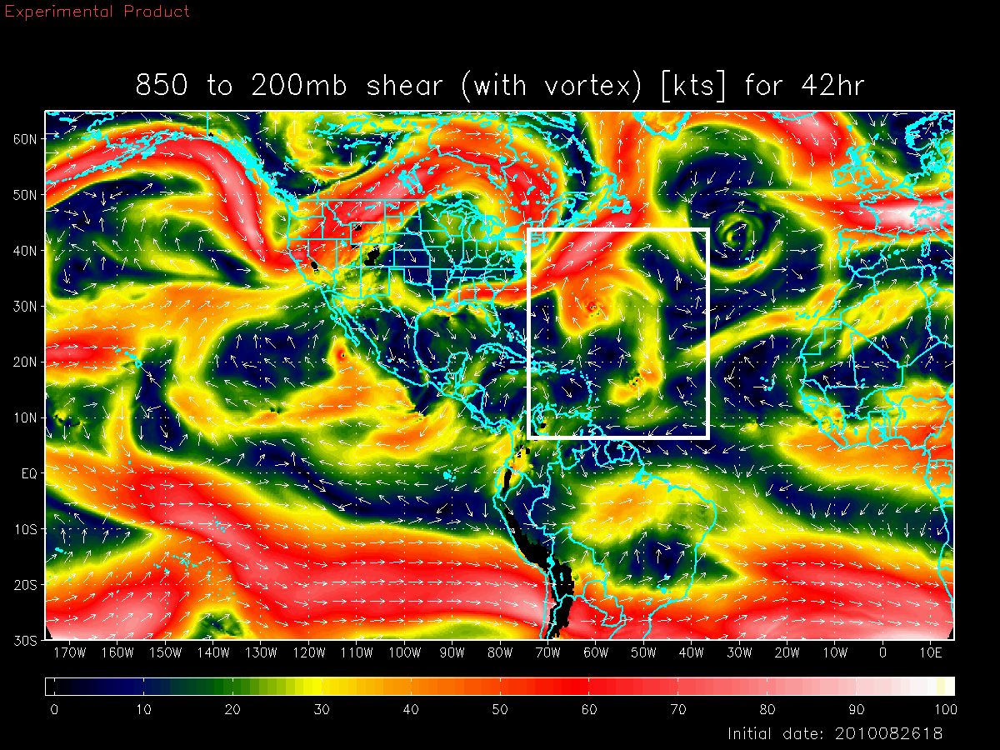 Experimental Product
850 to 200mb shear (with vortex) [kts] for 42hr
60N
50N
40N
30N
20N
10N
EQ
10S
20S
30S
170W 160W 150W 140W 130W 120W 110W 100W 90W 80W 70W 60W 50W 40W 30W 20W 10W 0 10E
0 10 20 30 40 50 60 70 80 90 100
Initial date: 2010082618